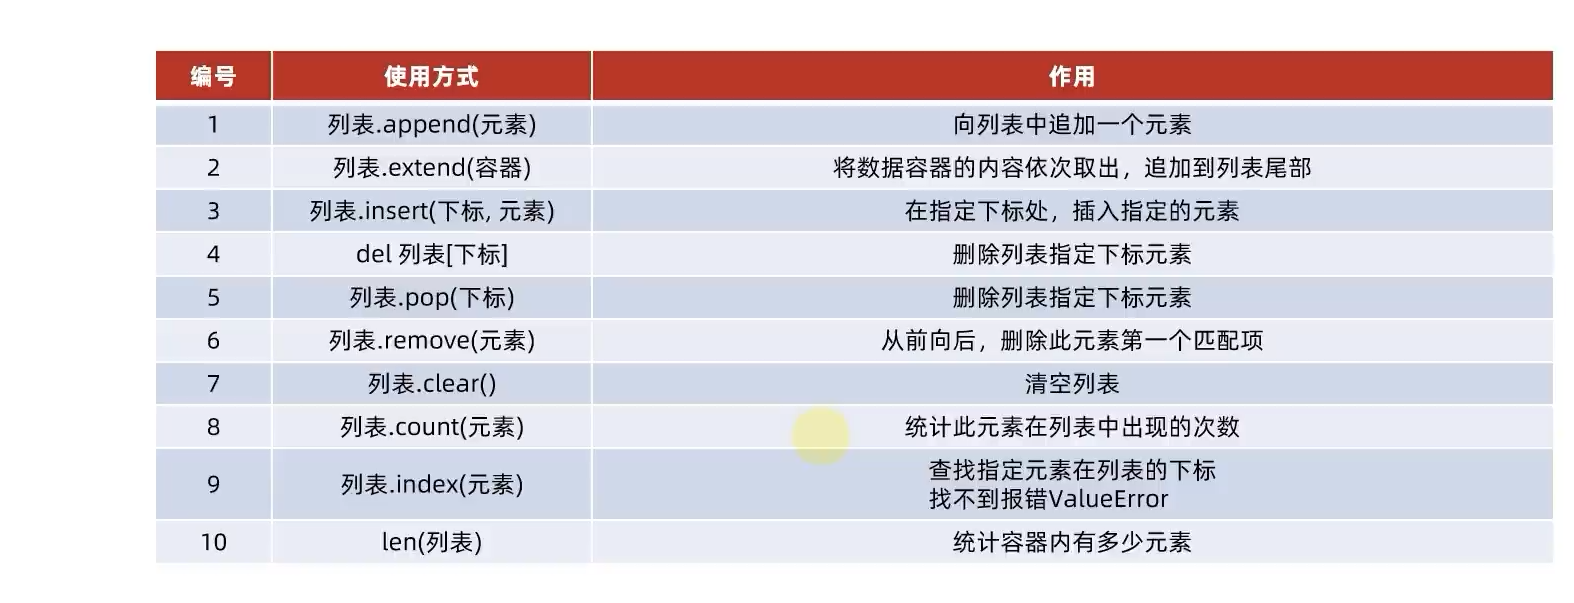 编号 使用方式 作用
1 列表.append(元素) 向列表中追加一个元素
2 列表.extend(容器) 将数据容器的内容依次取出，追加到列表尾部
3 列表.insert(下标, 元素) 在指定下标处，插入指定的元素
4 del 列表[下标] 删除列表指定下标元素
5 列表.pop(下标) 删除列表指定下标元素
6 列表.remove(元素) 从前向后，删除此元素第一个匹配项
7 列表.clear() 清空列表
8 列表.count(元素) 统计此元素在列表中出现的次数
9 列表.index(元素) 查找指定元素在列表的下标
找不到报错ValueError
10 len(列表) 统计容器内有多少元素